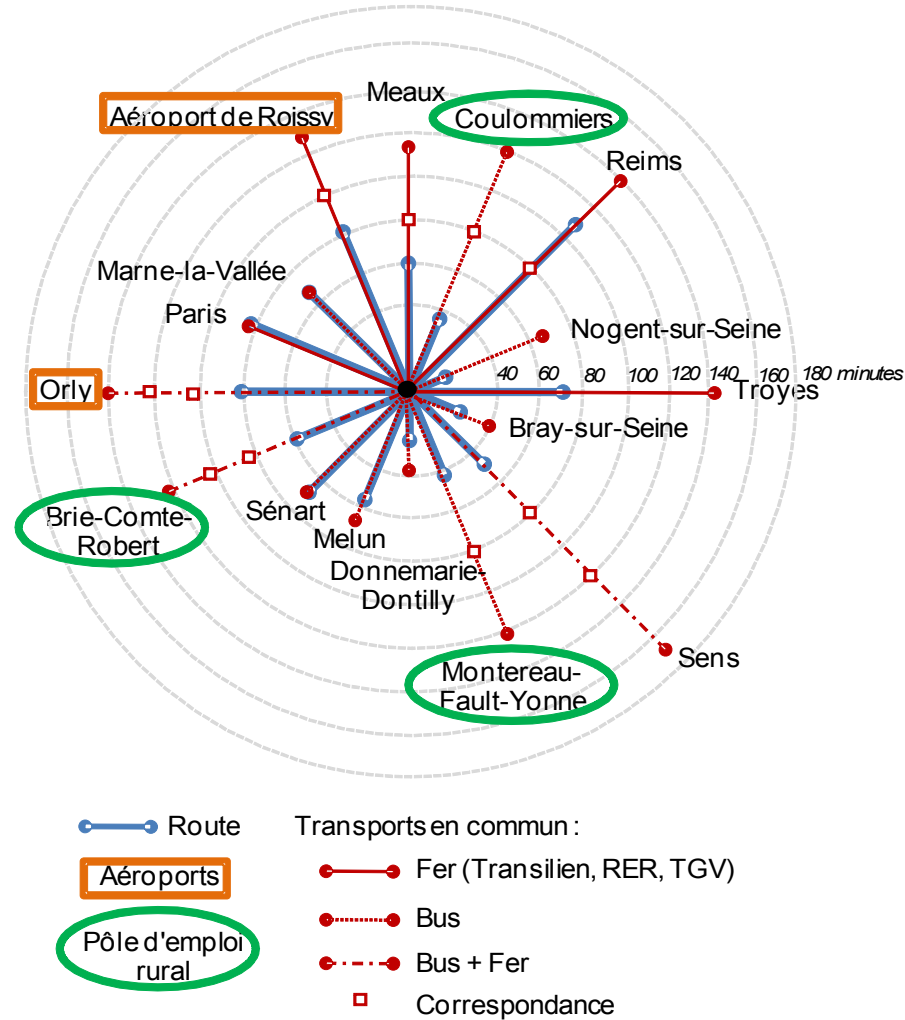 Meaux
Aéroport de Roissy
Coulommiers
Reims
Marne-la-Vallée
Paris
Nogent-sur-Seine
Orly
40 60 80 100 120 140 160 180 minutes
Troyes
Bray-sur-Seine
Brie-Comte-
Robert
Sénart
Melun
Donnemarie-
Dontilly
Sens
Montereau-
Fault-Yonne
Route
Transports en commun :
Aéroports
Fer (Transilien, RER, TGV)
Bus
Pôle d'emploi
rural
Bus + Fer
Correspondance